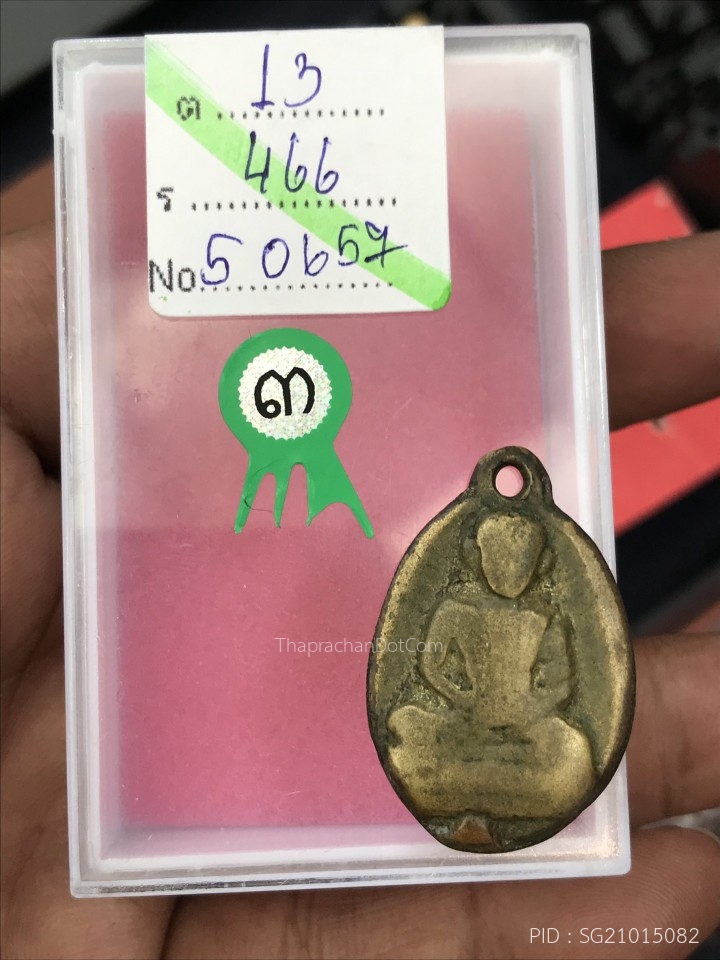 ต 13
ร 466
No 50657
๓
ThaprachanDotCom
PID : SG21015082